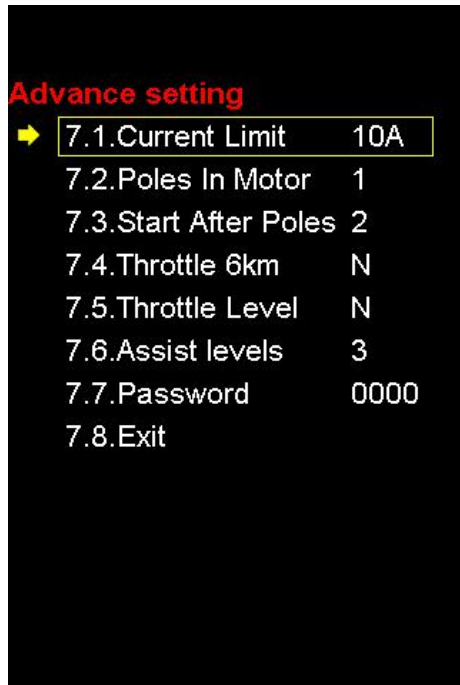 Advance setting
7.1.Current Limit 10A
7.2.Poles In Motor 1
7.3.Start After Poles 2
7.4.Throttle 6km N
7.5.Throttle Level N
7.6.Assist levels 3
7.7.Password 0000
7.8.Exit